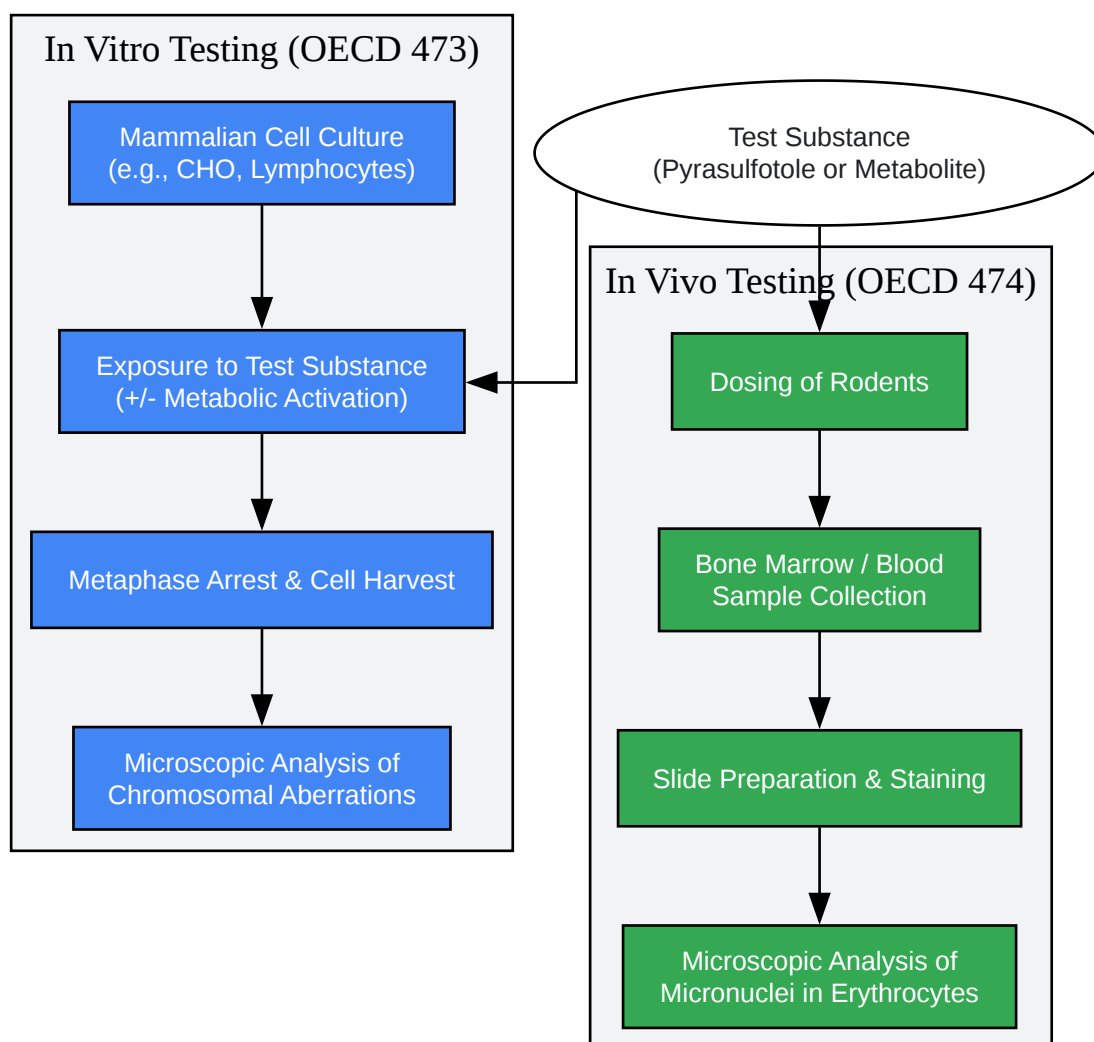 In Vitro Testing (OECD 473)
Mammalian Cell Culture
(e.g., CHO, Lymphocytes)
Exposure to Test Substance
(+/- Metabolic Activation)
Metaphase Arrest & Cell Harvest
Microscopic Analysis of
Chromosomal Aberrations
Test Substance
(Pyrasulfotole or Metabolite)
In Vivo Testing (OECD 474)
Dosing of Rodents
Bone Marrow / Blood
Sample Collection
Slide Preparation & Staining
Microscopic Analysis of
Micronuclei in Erythrocytes